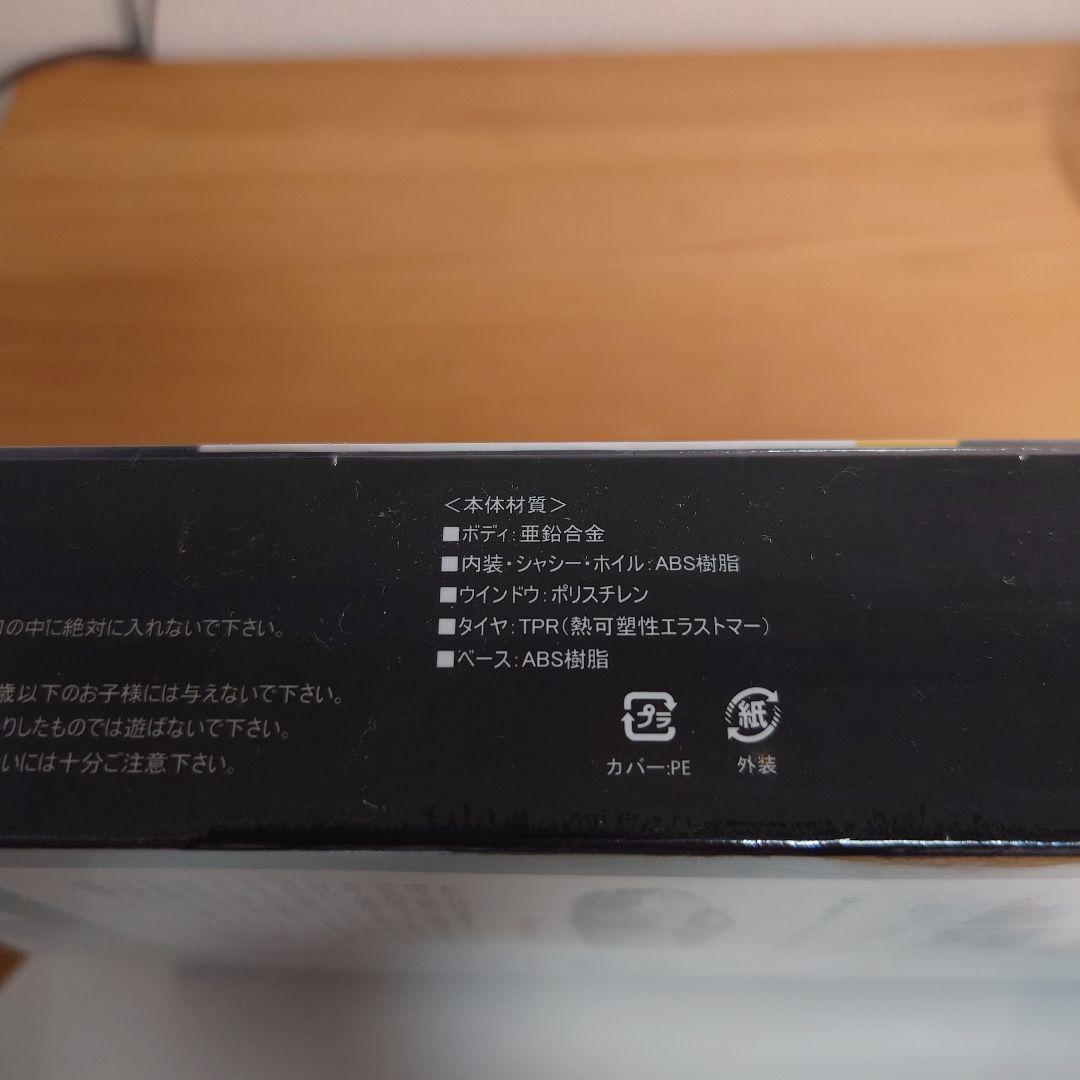 の中に絶対に入れないで下さい。
歳以下のお子様には与えないで下さい。
りしたものでは遊ばないで下さい。
いには十分ご注意下さい。
＜本体材質＞
■ボディ：亜鉛合金
■内装・シャシー・ホイル：ABS樹脂
■ウインドウ：ポリスチレン
■タイヤ：TPR（熱可塑性エラストマー）
■ベース：ABS樹脂
プラ
カバー：PE
紙
外装